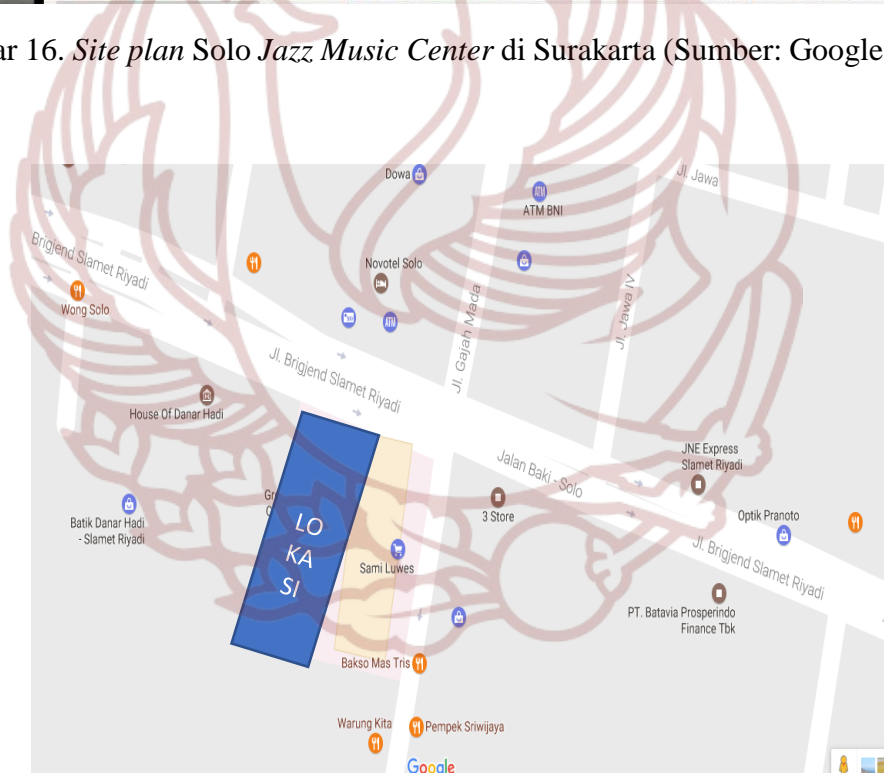 ar 16. Site plan Solo Jazz Music Center di Surakarta (Sumber: Google
Dowa
Jl. Jawa
ATM
ATM BNI
Brigjend Slamet Riyadi
Novotel Solo
Wong Solo
ATM
Jl. Gajah Mada
Jl. Jawa IV
Jl. Brigjend Slamet Riyadi
House Of Danar Hadi
Jalan Baki - Solo
JNE Express
Slamet Riyadi
Gr
3 Store
Optik Pranoto
Batik Danar Hadi
- Slamet Riyadi
LO
KA
SI
Sami Luwes
Jl. Brigjend Slamet Riyadi
PT. Batavia Prosperindo
Finance Tbk
Bakso Mas Tris
Warung Kita
Pempek Sriwijaya
Google